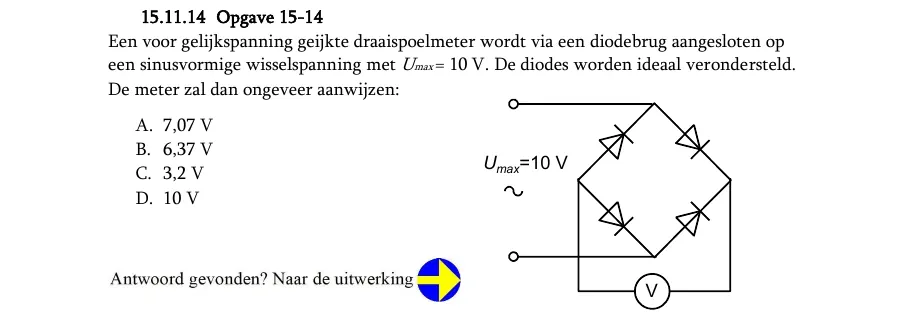 15.11.14 Opgave 15-14
Een voor gelijkspanning geijkte draaispoelmeter wordt via een diodebrug aangesloten op
een sinusvormige wisselspanning met Umax= 10 V. De diodes worden ideaal verondersteld.
De meter zal dan ongeveer aanwijzen:
A. 7,07 V
B. 6,37 V
C. 3,2 V
D. 10 V
Umax=10 V
~
V
Antwoord gevonden? Naar de uitwerking